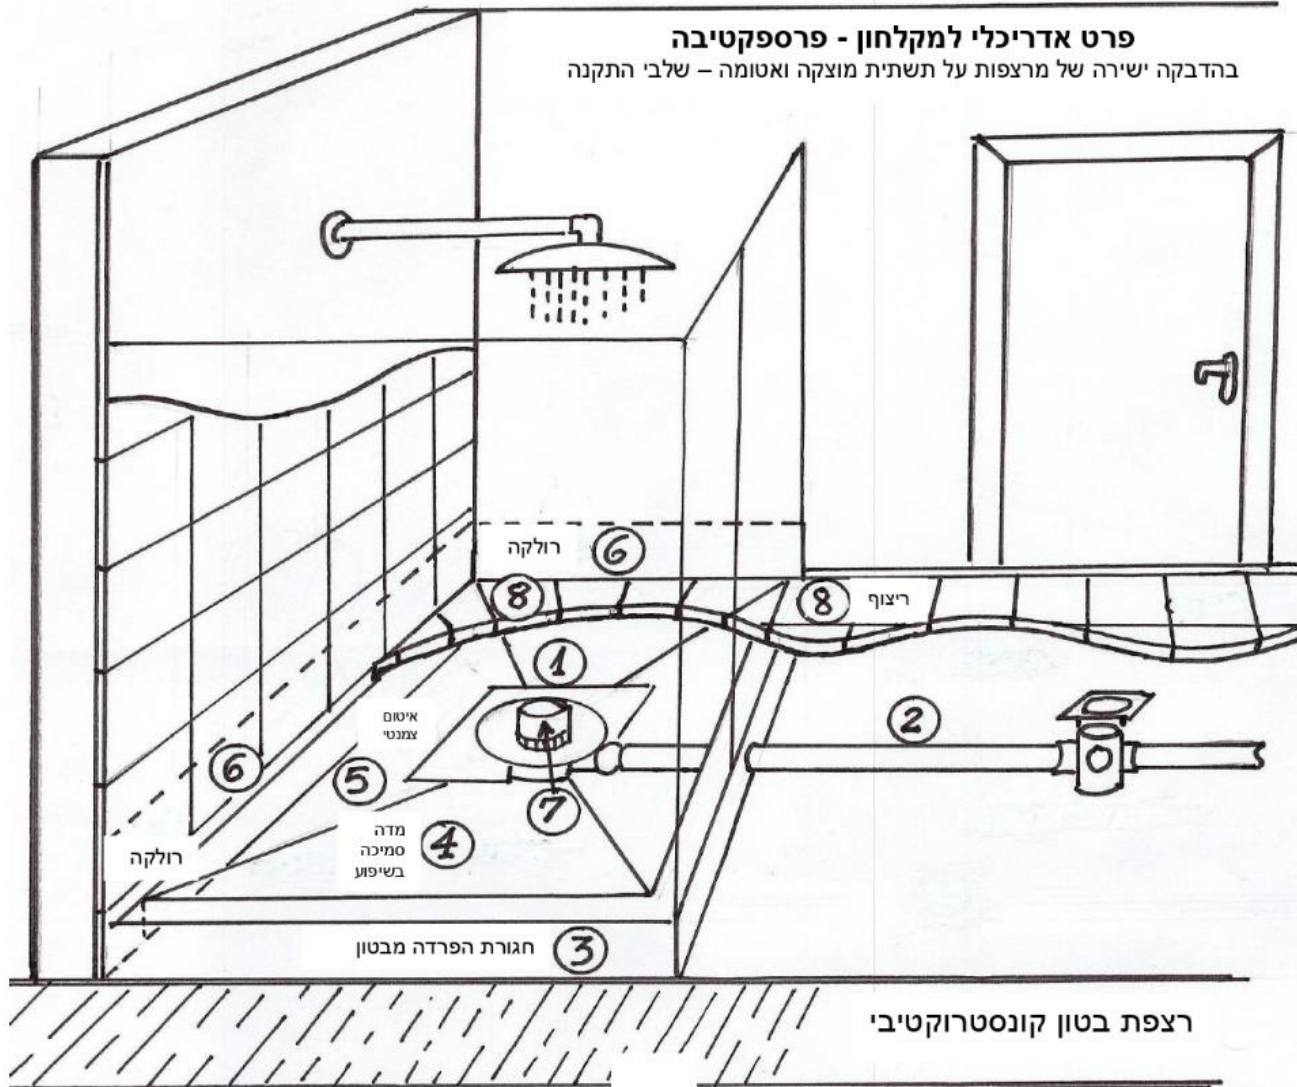 פרט אדריכלי למקלחון - פרספקטיבה
בהדבקה ישירה של מרצפות על תשתית מוצקה ואטומה – שלבי התקנה
רולקה
6
8
8
ריצוף
1
איטום
צמנטי
2
6
5
7
מדה
סמיכה
בשיפוע
4
רולקה
חגורת הפרדה מבטון
3
רצפת בטון קונסטרוקטיבי